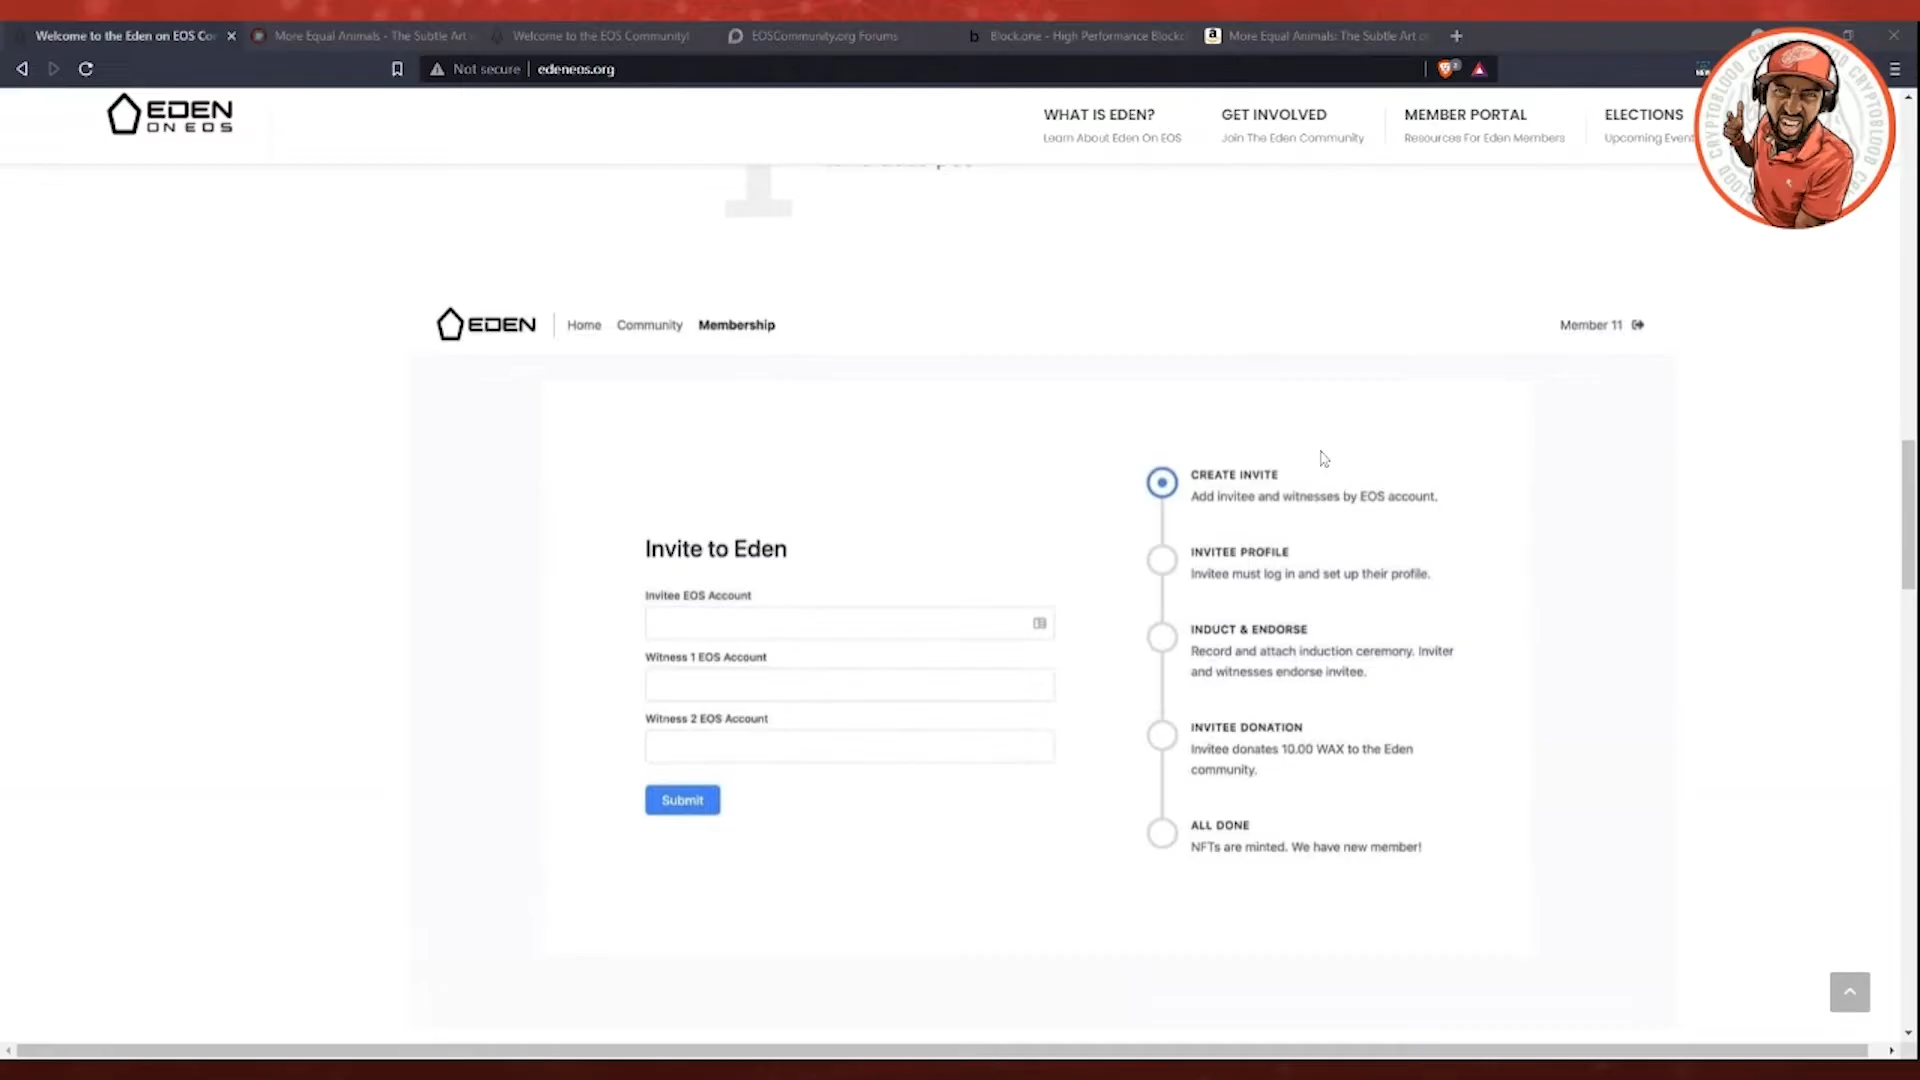 Welcome to the Eden on EOS Co
More Equal Animals - The Subtle Art o
Welcome to the EOS Community!
EOSCommunity.org Forums
Block.one - High Performance Blockc
More Equal Animals: The Subtle Art o
Not secure
edeneos.org
EDEN
ON EOS
WHAT IS EDEN?
Learn About Eden On EOS
GET INVOLVED
Join The Eden Community
MEMBER PORTAL
Resources For Eden Members
ELECTIONS
Upcoming Event
CRYPTOBLOOD CRYPTOBLOOD
EDEN
Home
Community
Membership
Member 11
Invite to Eden
Invitee EOS Account
Witness 1 EOS Account
Witness 2 EOS Account
Submit
CREATE INVITE
Add invitee and witnesses by EOS account.
INVITEE PROFILE
Invitee must log in and set up their profile.
INDUCT & ENDORSE
Record and attach induction ceremony. Inviter
and witnesses endorse invitee.
INVITEE DONATION
Invitee donates 10.00 WAX to the Eden
community.
ALL DONE
NFTs are minted. We have new member!